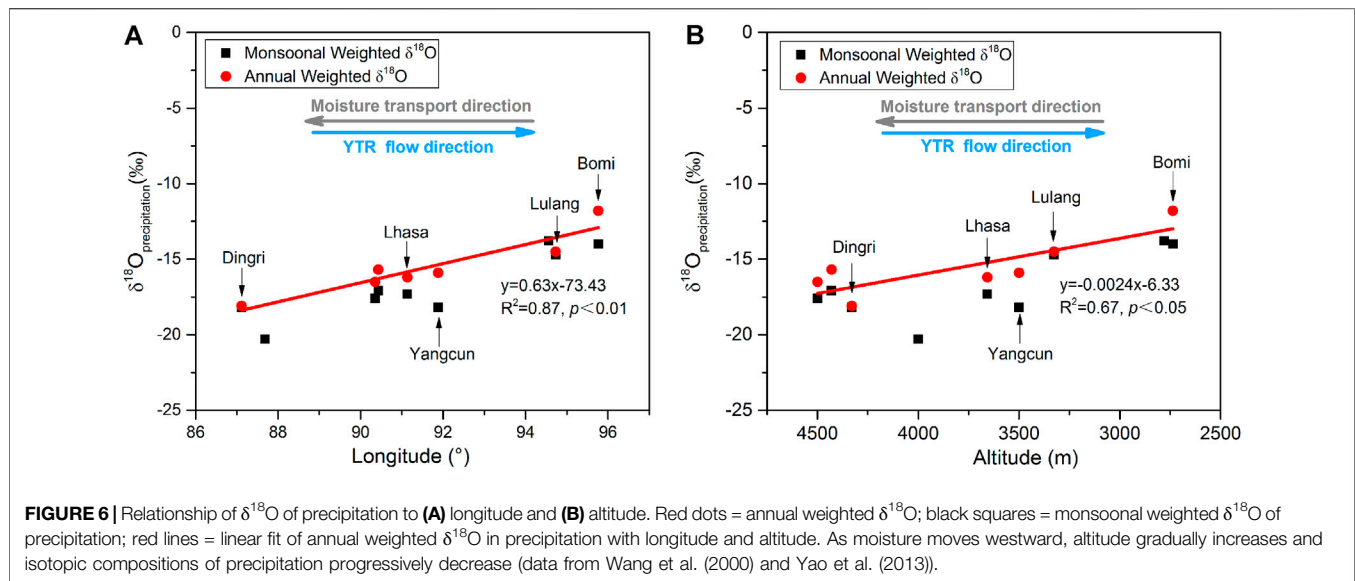 A
Monsoonal Weighted δ¹⁸O
Annual Weighted δ¹⁸O
Moisture transport direction
YTR flow direction
Bomi
Lulang
Lhasa
Dingri
Yangcun
y=0.63x-73.43
R²=0.87, p<0.01
0
-5
-10
-15
-20
-25
δ¹⁸O precipitation(‰)
86 88 90 92 94 96
Longitude (°)
B
Monsoonal Weighted δ¹⁸O
Annual Weighted δ¹⁸O
Moisture transport direction
YTR flow direction
Bomi
Lulang
Lhasa
Dingri
Yangcun
y=-0.0024x-6.33
R²=0.67, p<0.05
0
-5
-10
-15
-20
-25
δ¹⁸O precipitation(‰)
4500 4000 3500 3000 2500
Altitude (m)
FIGURE 6 | Relationship of δ¹⁸O of precipitation to (A) longitude and (B) altitude. Red dots = annual weighted δ¹⁸O; black squares = monsoonal weighted δ¹⁸O of
precipitation; red lines = linear fit of annual weighted δ¹⁸O in precipitation with longitude and altitude. As moisture moves westward, altitude gradually increases and
isotopic compositions of precipitation progressively decrease (data from Wang et al. (2000) and Yao et al. (2013)).